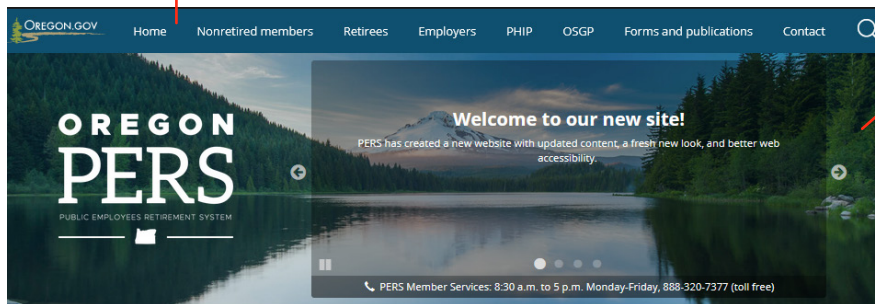 OREGON.GOV
Home Nonretired members Retirees Employers PHIP OSGP Forms and publications Contact
OREGON
PERS
PUBLIC EMPLOYEES RETIREMENT SYSTEM
Welcome to our new site!
PERS has created a new website with updated content, a fresh new look, and better web
accessibility.
PERS Member Services: 8:30 a.m. to 5 p.m. Monday-Friday, 888-320-7377 (toll free)